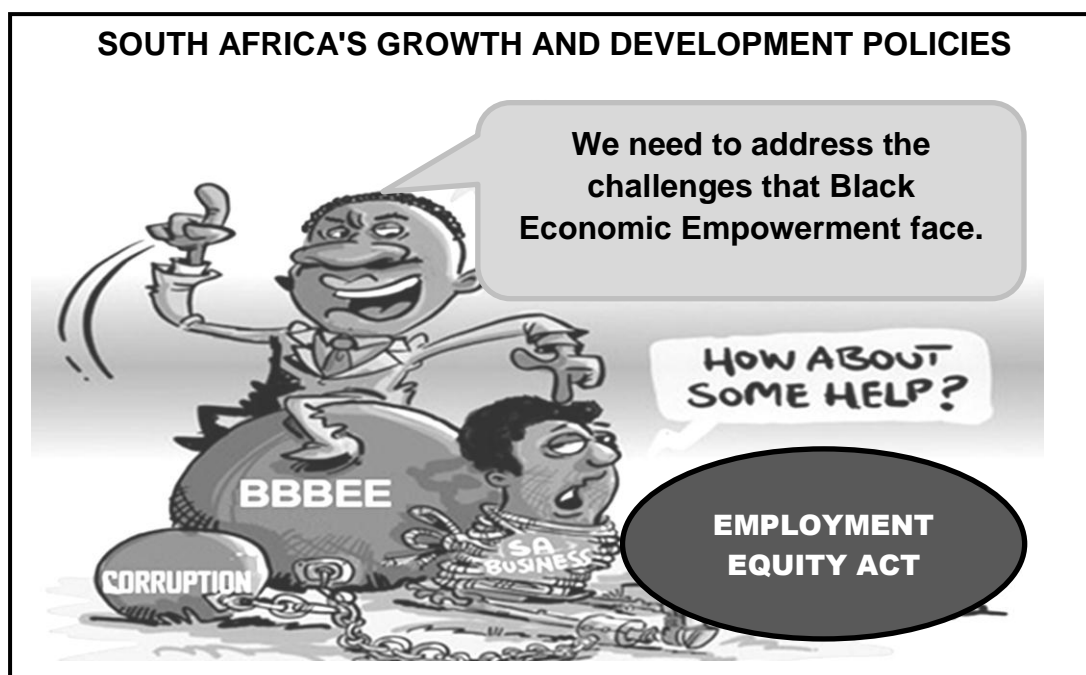 SOUTH AFRICA'S GROWTH AND DEVELOPMENT POLICIES
We need to address the
challenges that Black
Economic Empowerment face.
HOW ABOUT
SOME HELP?
BBBEE
SA
BUSINESS
CORRUPTION
EMPLOYMENT
EQUITY ACT